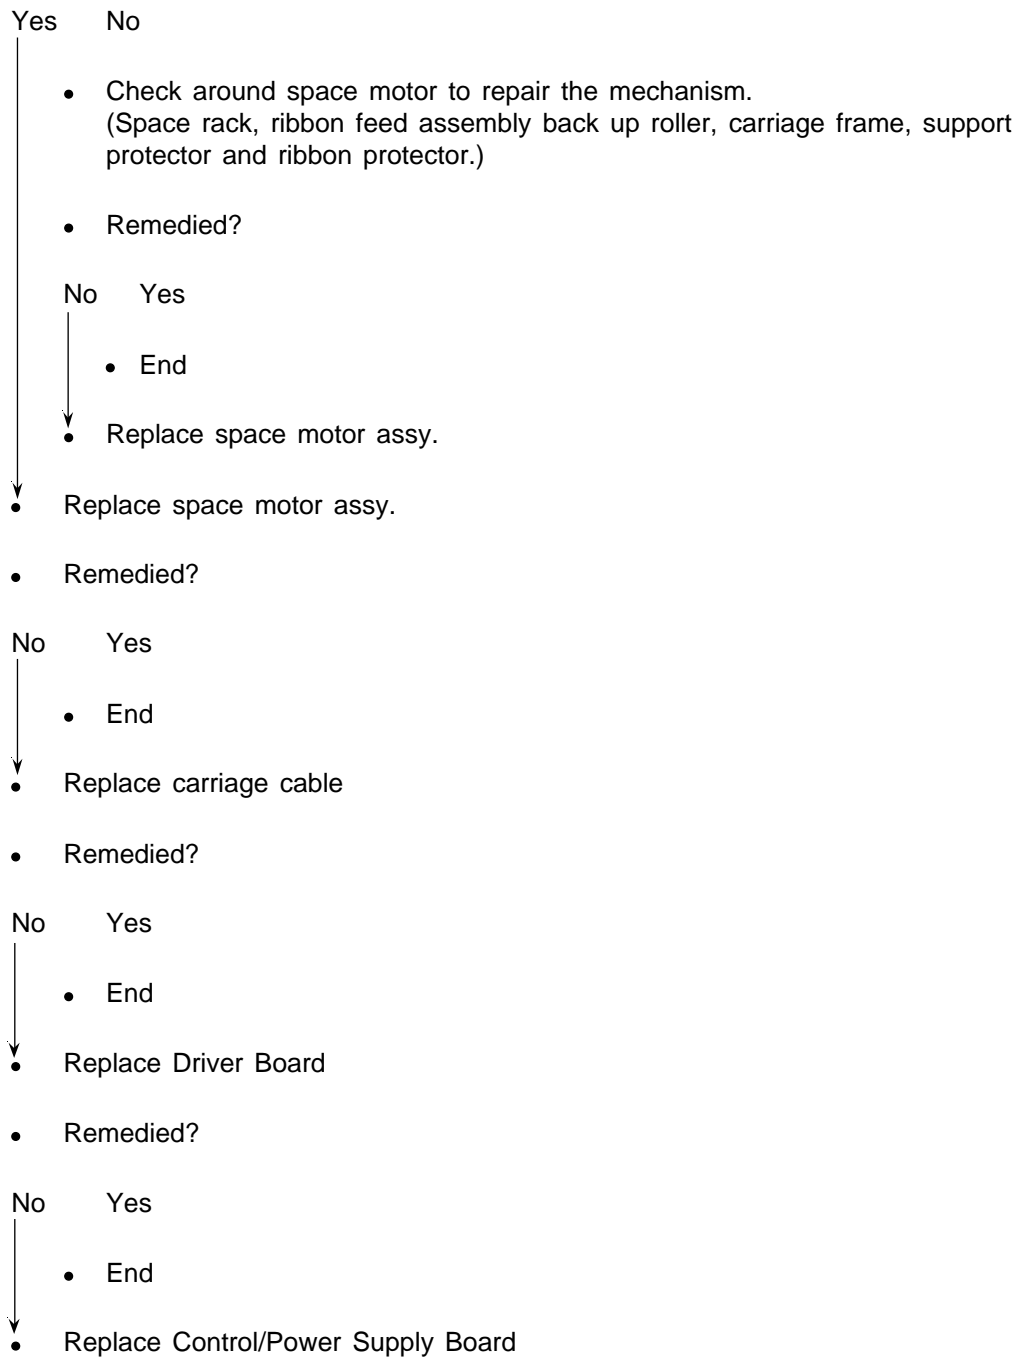 Yes No
• Check around space motor to repair the mechanism.
(Space rack, ribbon feed assembly back up roller, carriage frame, support
protector and ribbon protector.)
• Remedied?
No Yes
• End
• Replace space motor assy.
• Replace space motor assy.
• Remedied?
No Yes
• End
• Replace carriage cable
• Remedied?
No Yes
• End
• Replace Driver Board
• Remedied?
No Yes
• End
• Replace Control/Power Supply Board